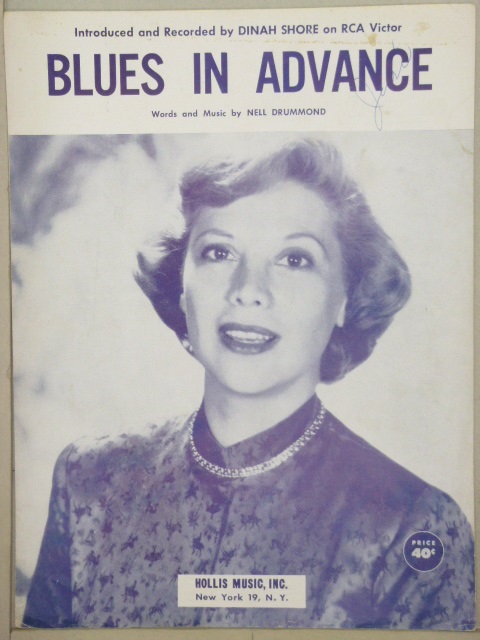 Introduced and Recorded by DINAH SHORE on RCA Victor
BLUES IN ADVANCE
Words and Music by NELL DRUMMOND
PRICE
40¢
HOLLIS MUSIC, INC.
New York 19, N. Y.